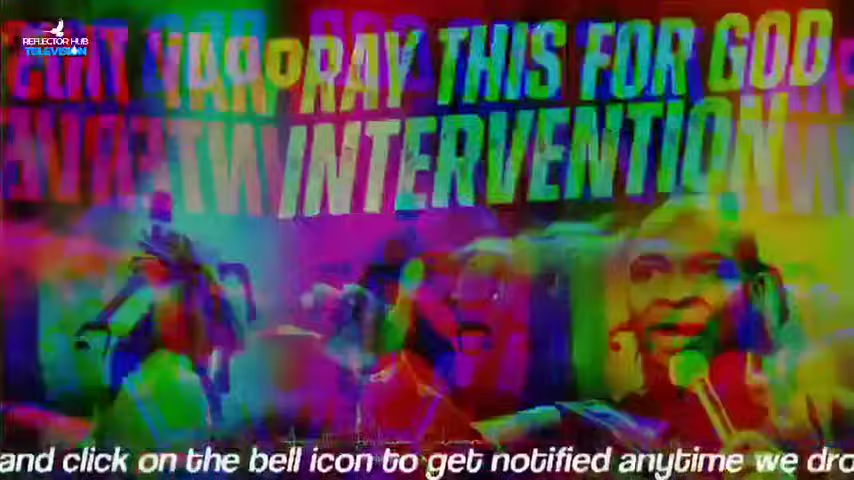 REFLECTOR HUB
TELEVISION
PRAY THIS FOR GOD
INTERVENTION
and click on the bell icon to get notified anytime we dro